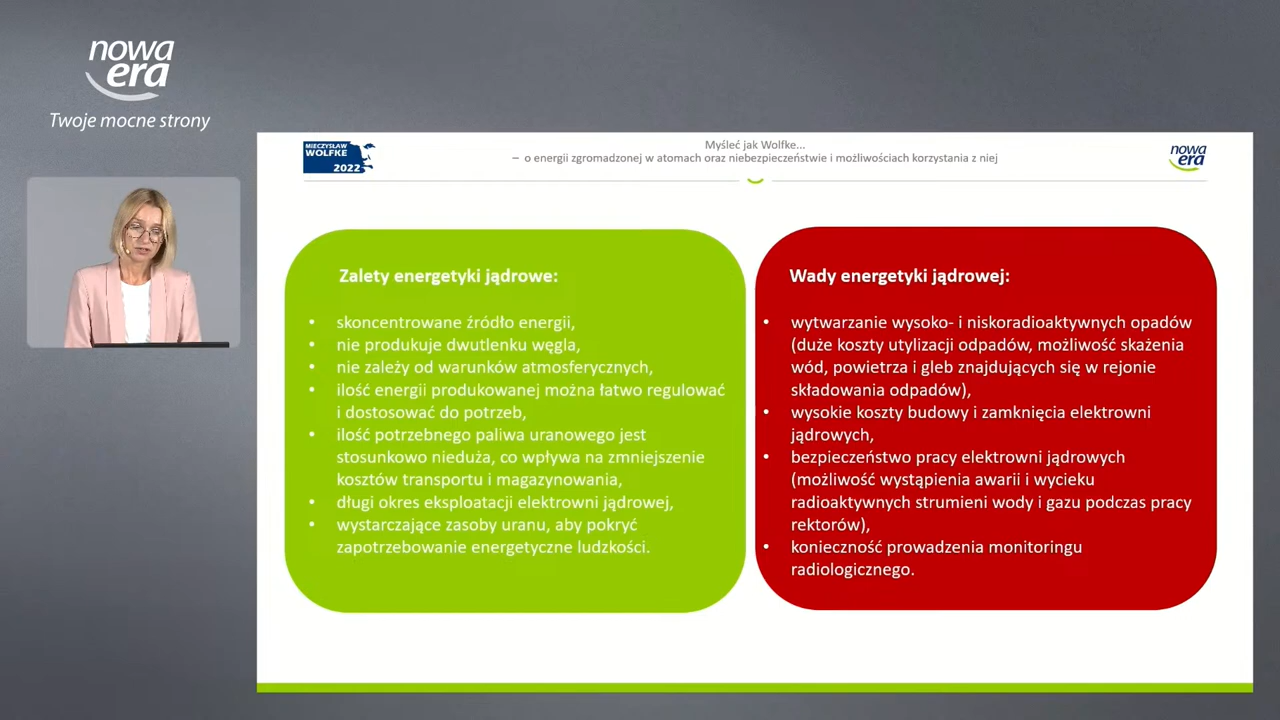 nowa
era
Twoje mocne strony
MIECZYSŁAW
WOLFKE
2022
Myśleć jak Wolfke...
– o energii zgromadzonej w atomach oraz niebezpieczeństwie i możliwościach korzystania z niej
nowa
era
Zalety energetyki jądrowe:
• skoncentrowane źródło energii,
• nie produkuje dwutlenku węgla,
• nie zależy od warunków atmosferycznych,
• ilość energii produkowanej można łatwo regulować
i dostosować do potrzeb,
• ilość potrzebnego paliwa uranowego jest
stosunkowo nieduża, co wpływa na zmniejszenie
kosztów transportu i magazynowania,
• długi okres eksploatacji elektrowni jądrowej,
• wystarczające zasoby uranu, aby pokryć
zapotrzebowanie energetyczne ludzkości.
Wady energetyki jądrowej:
• wytwarzanie wysoko- i niskoradioaktywnych opadów
(duże koszty utylizacji odpadów, możliwość skażenia
wód, powietrza i gleb znajdujących się w rejonie
składowania odpadów),
• wysokie koszty budowy i zamknięcia elektrowni
jądrowych,
• bezpieczeństwo pracy elektrowni jądrowych
(możliwość wystąpienia awarii i wycieku
radioaktywnych strumieni wody i gazu podczas pracy
rektorów),
• konieczność prowadzenia monitoringu
radiologicznego.